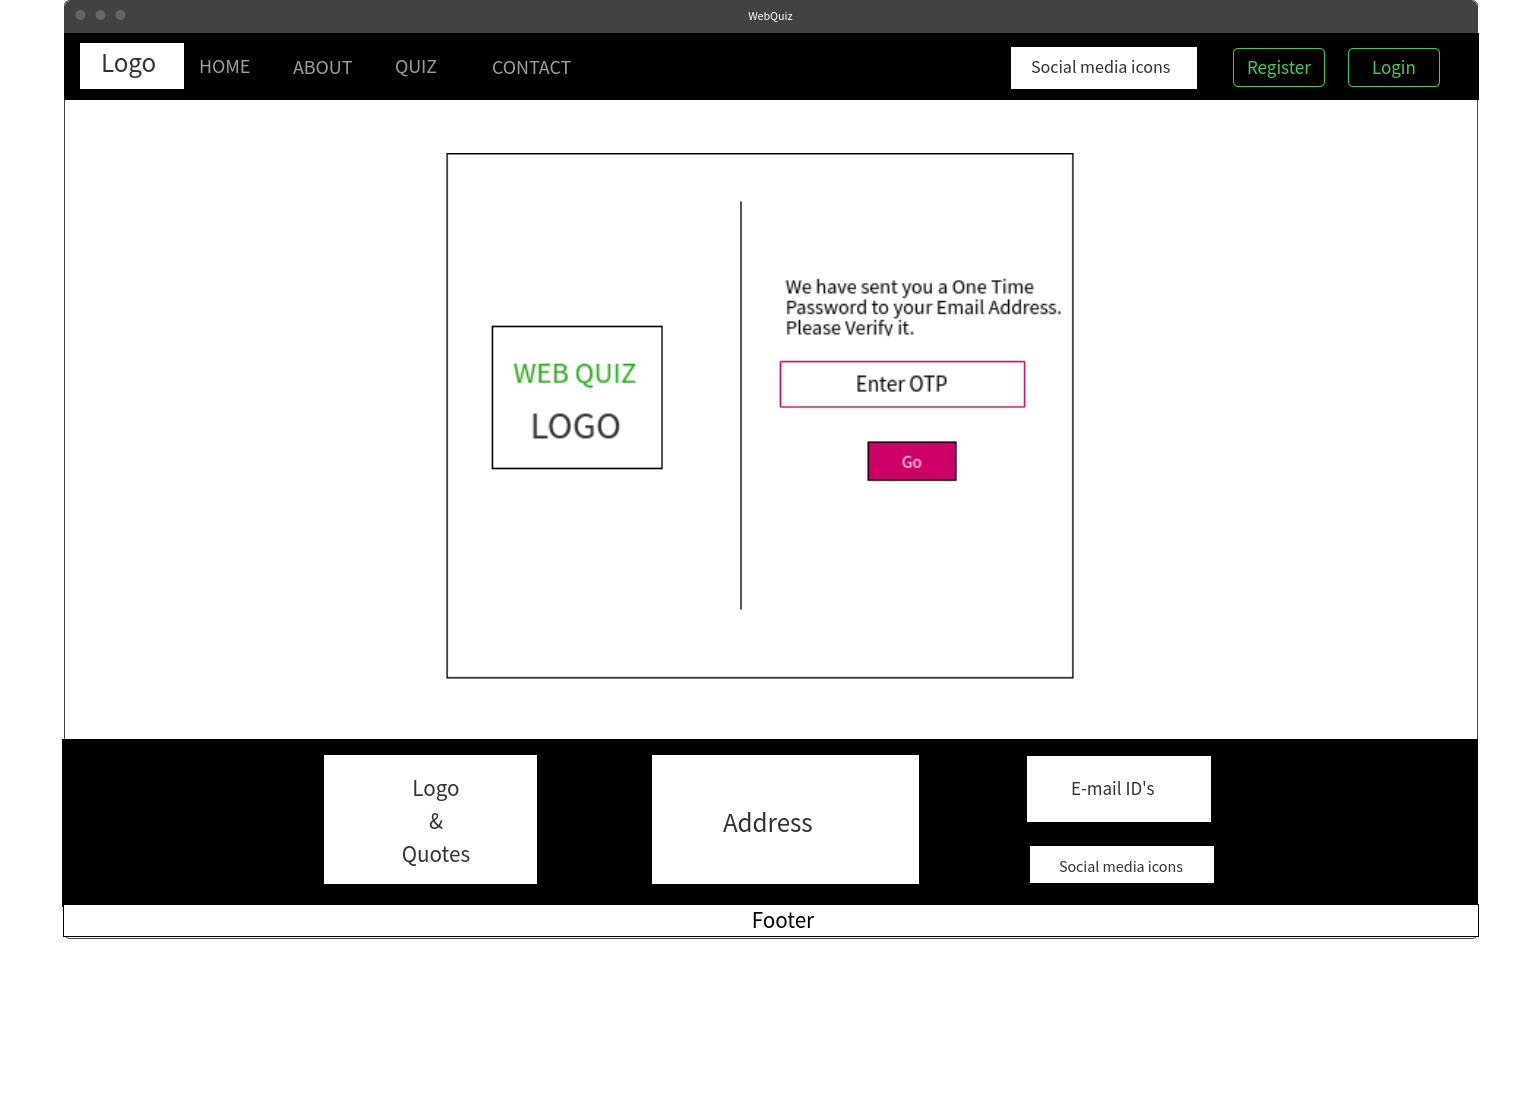 WebQuiz
Logo HOME ABOUT QUIZ CONTACT Social media icons Register Login
WEB QUIZ
LOGO
We have sent you a One Time
Password to your Email Address.
Please Verify it.
Enter OTP
Go
Logo
&
Quotes
Address
E-mail ID's
Social media icons
Footer